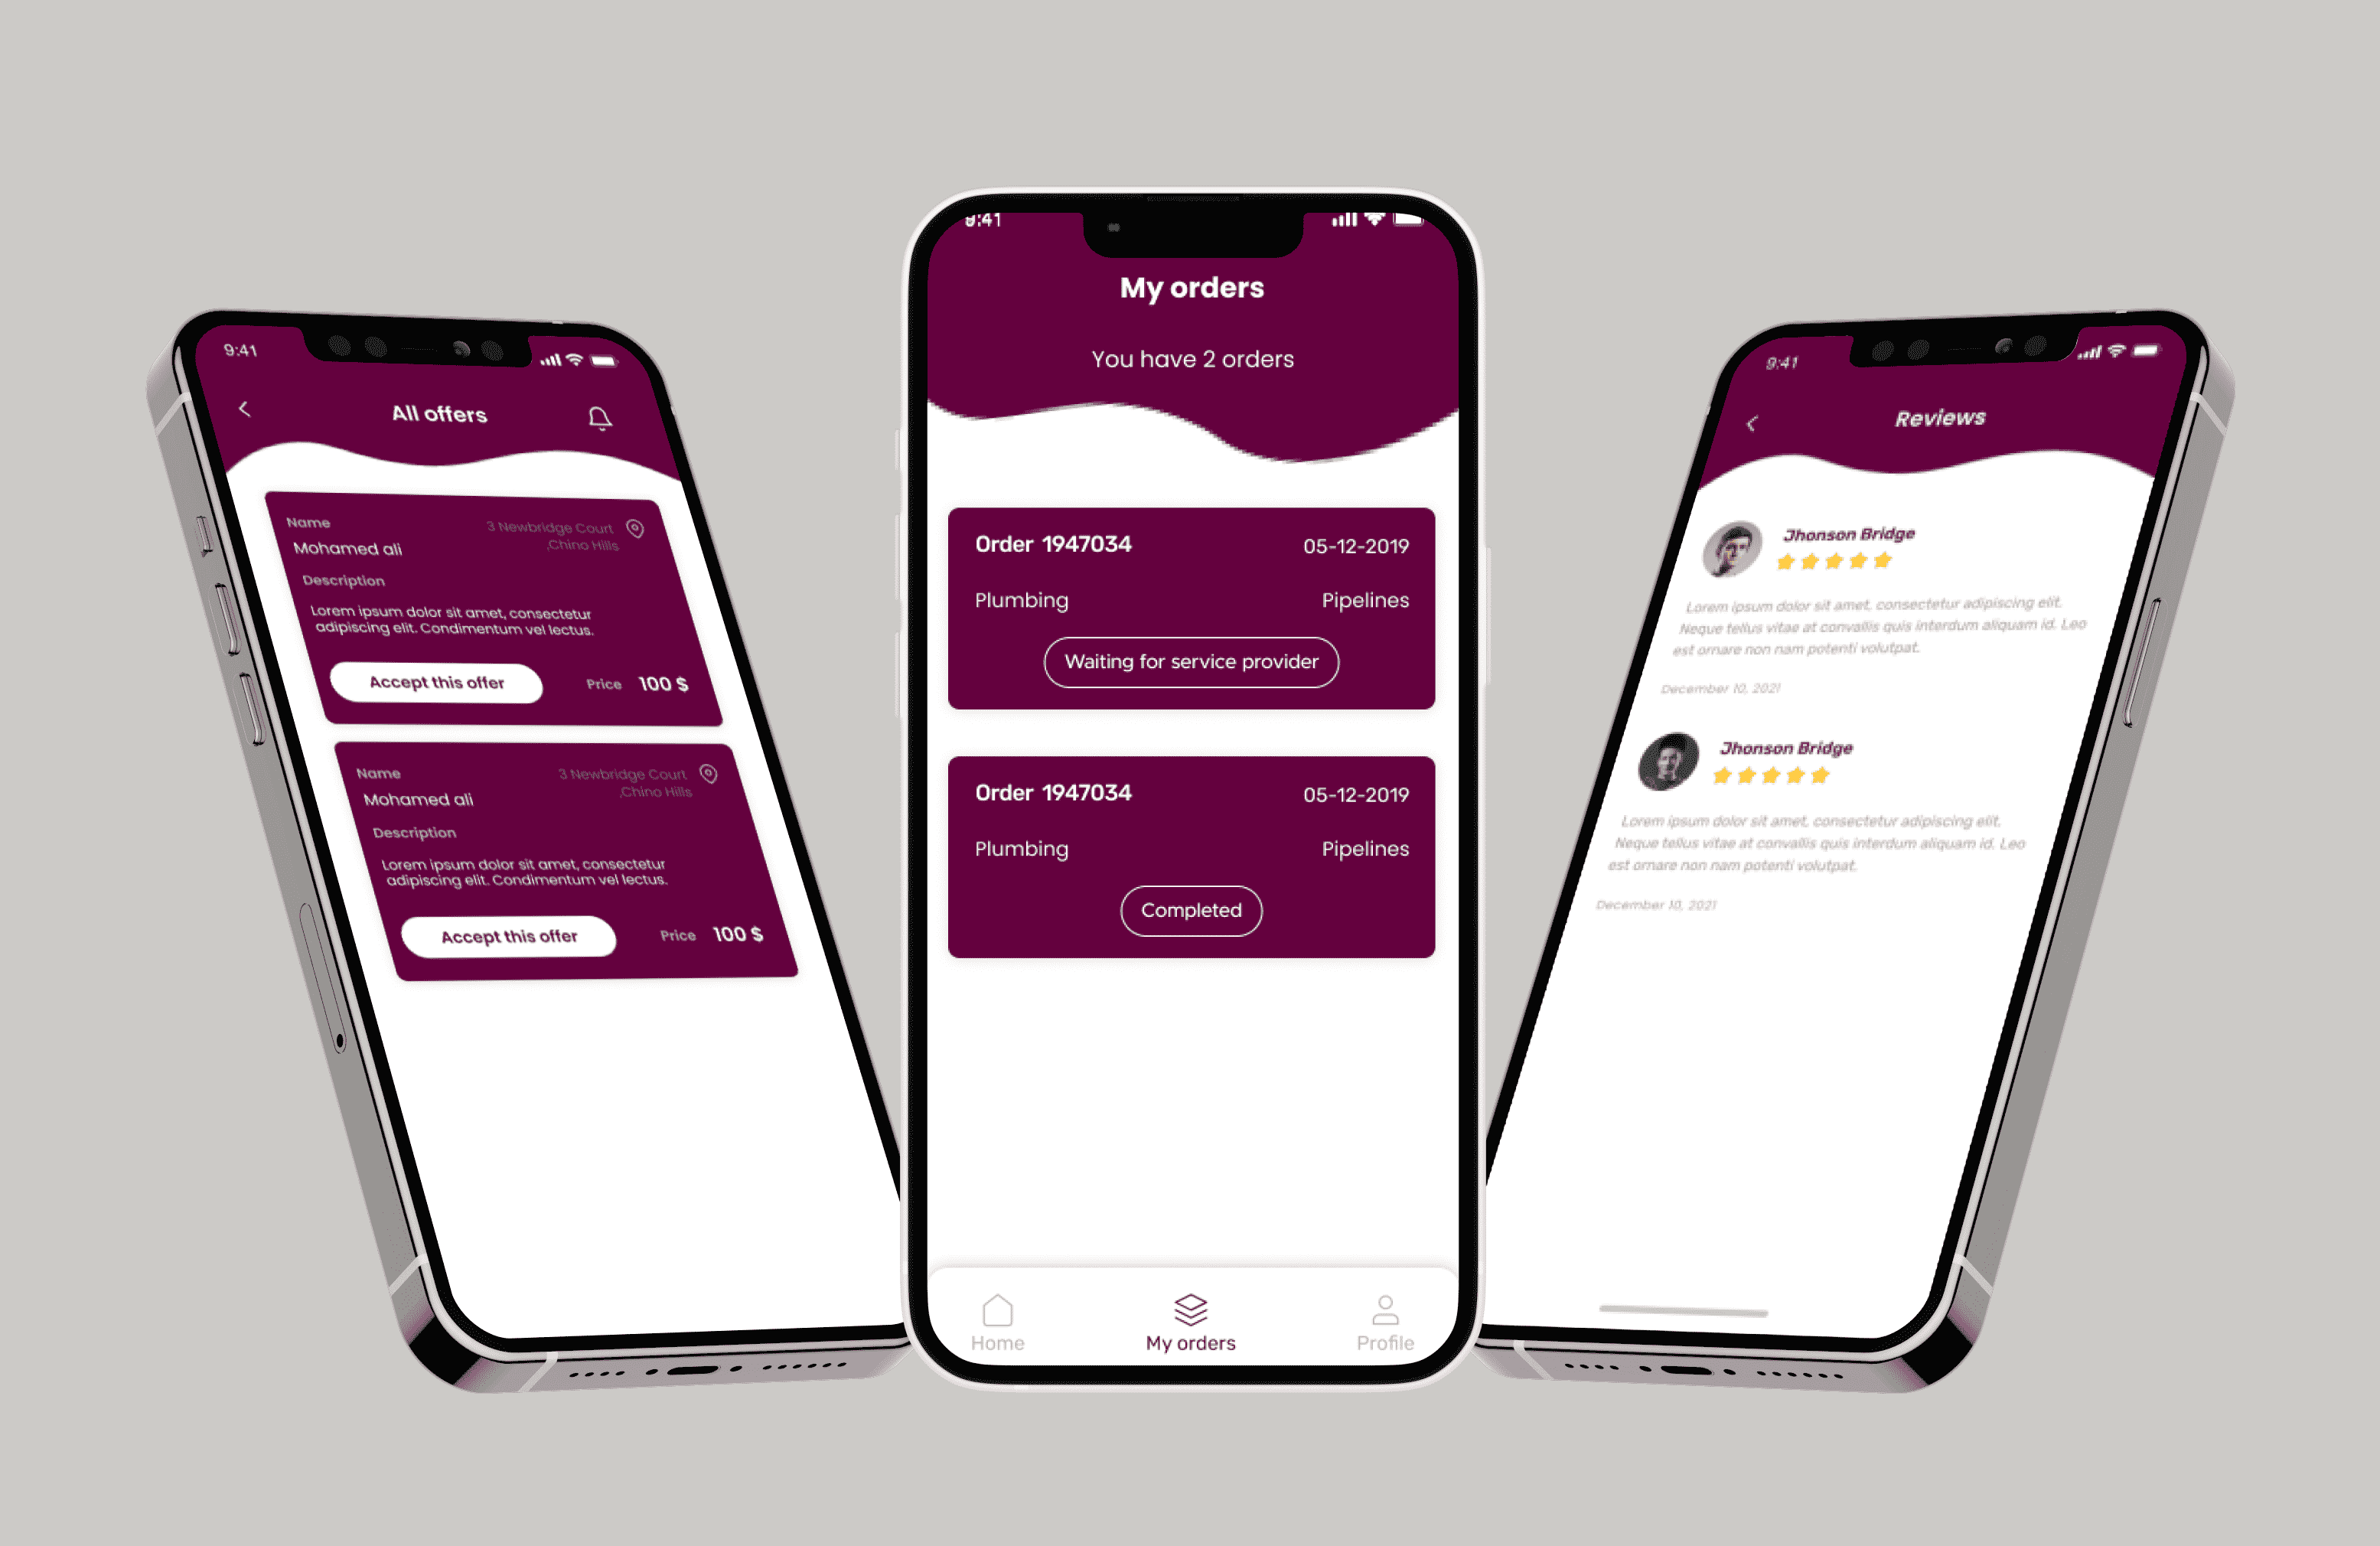 9:41
All offers
Name
3 Newbridge Court
,Chino Hills
Mohamed ali
Description
Lorem ipsum dolor sit amet, consectetur
adipiscing elit. Condimentum vel lectus.
Accept this offer
Price 100 $
Name
3 Newbridge Court
,Chino Hills
Mohamed ali
Description
Lorem ipsum dolor sit amet, consectetur
adipiscing elit. Condimentum vel lectus.
Accept this offer
Price 100 $
9:41
My orders
You have 2 orders
Order 1947034 05-12-2019
Plumbing Pipelines
Waiting for service provider
Order 1947034 05-12-2019
Plumbing Pipelines
Completed
Home My orders Profile
9:41
Reviews
Jhonson Bridge
Lorem ipsum dolor sit amet, consectetur adipiscing elit.
Neque tellus vitae at convallis quis interdum aliquam id. Leo
est ornare non nam potenti volutpat.
December 10, 2021
Jhonson Bridge
Lorem ipsum dolor sit amet, consectetur adipiscing elit.
Neque tellus vitae at convallis quis interdum aliquam id. Leo
est ornare non nam potenti volutpat.
December 10, 2021